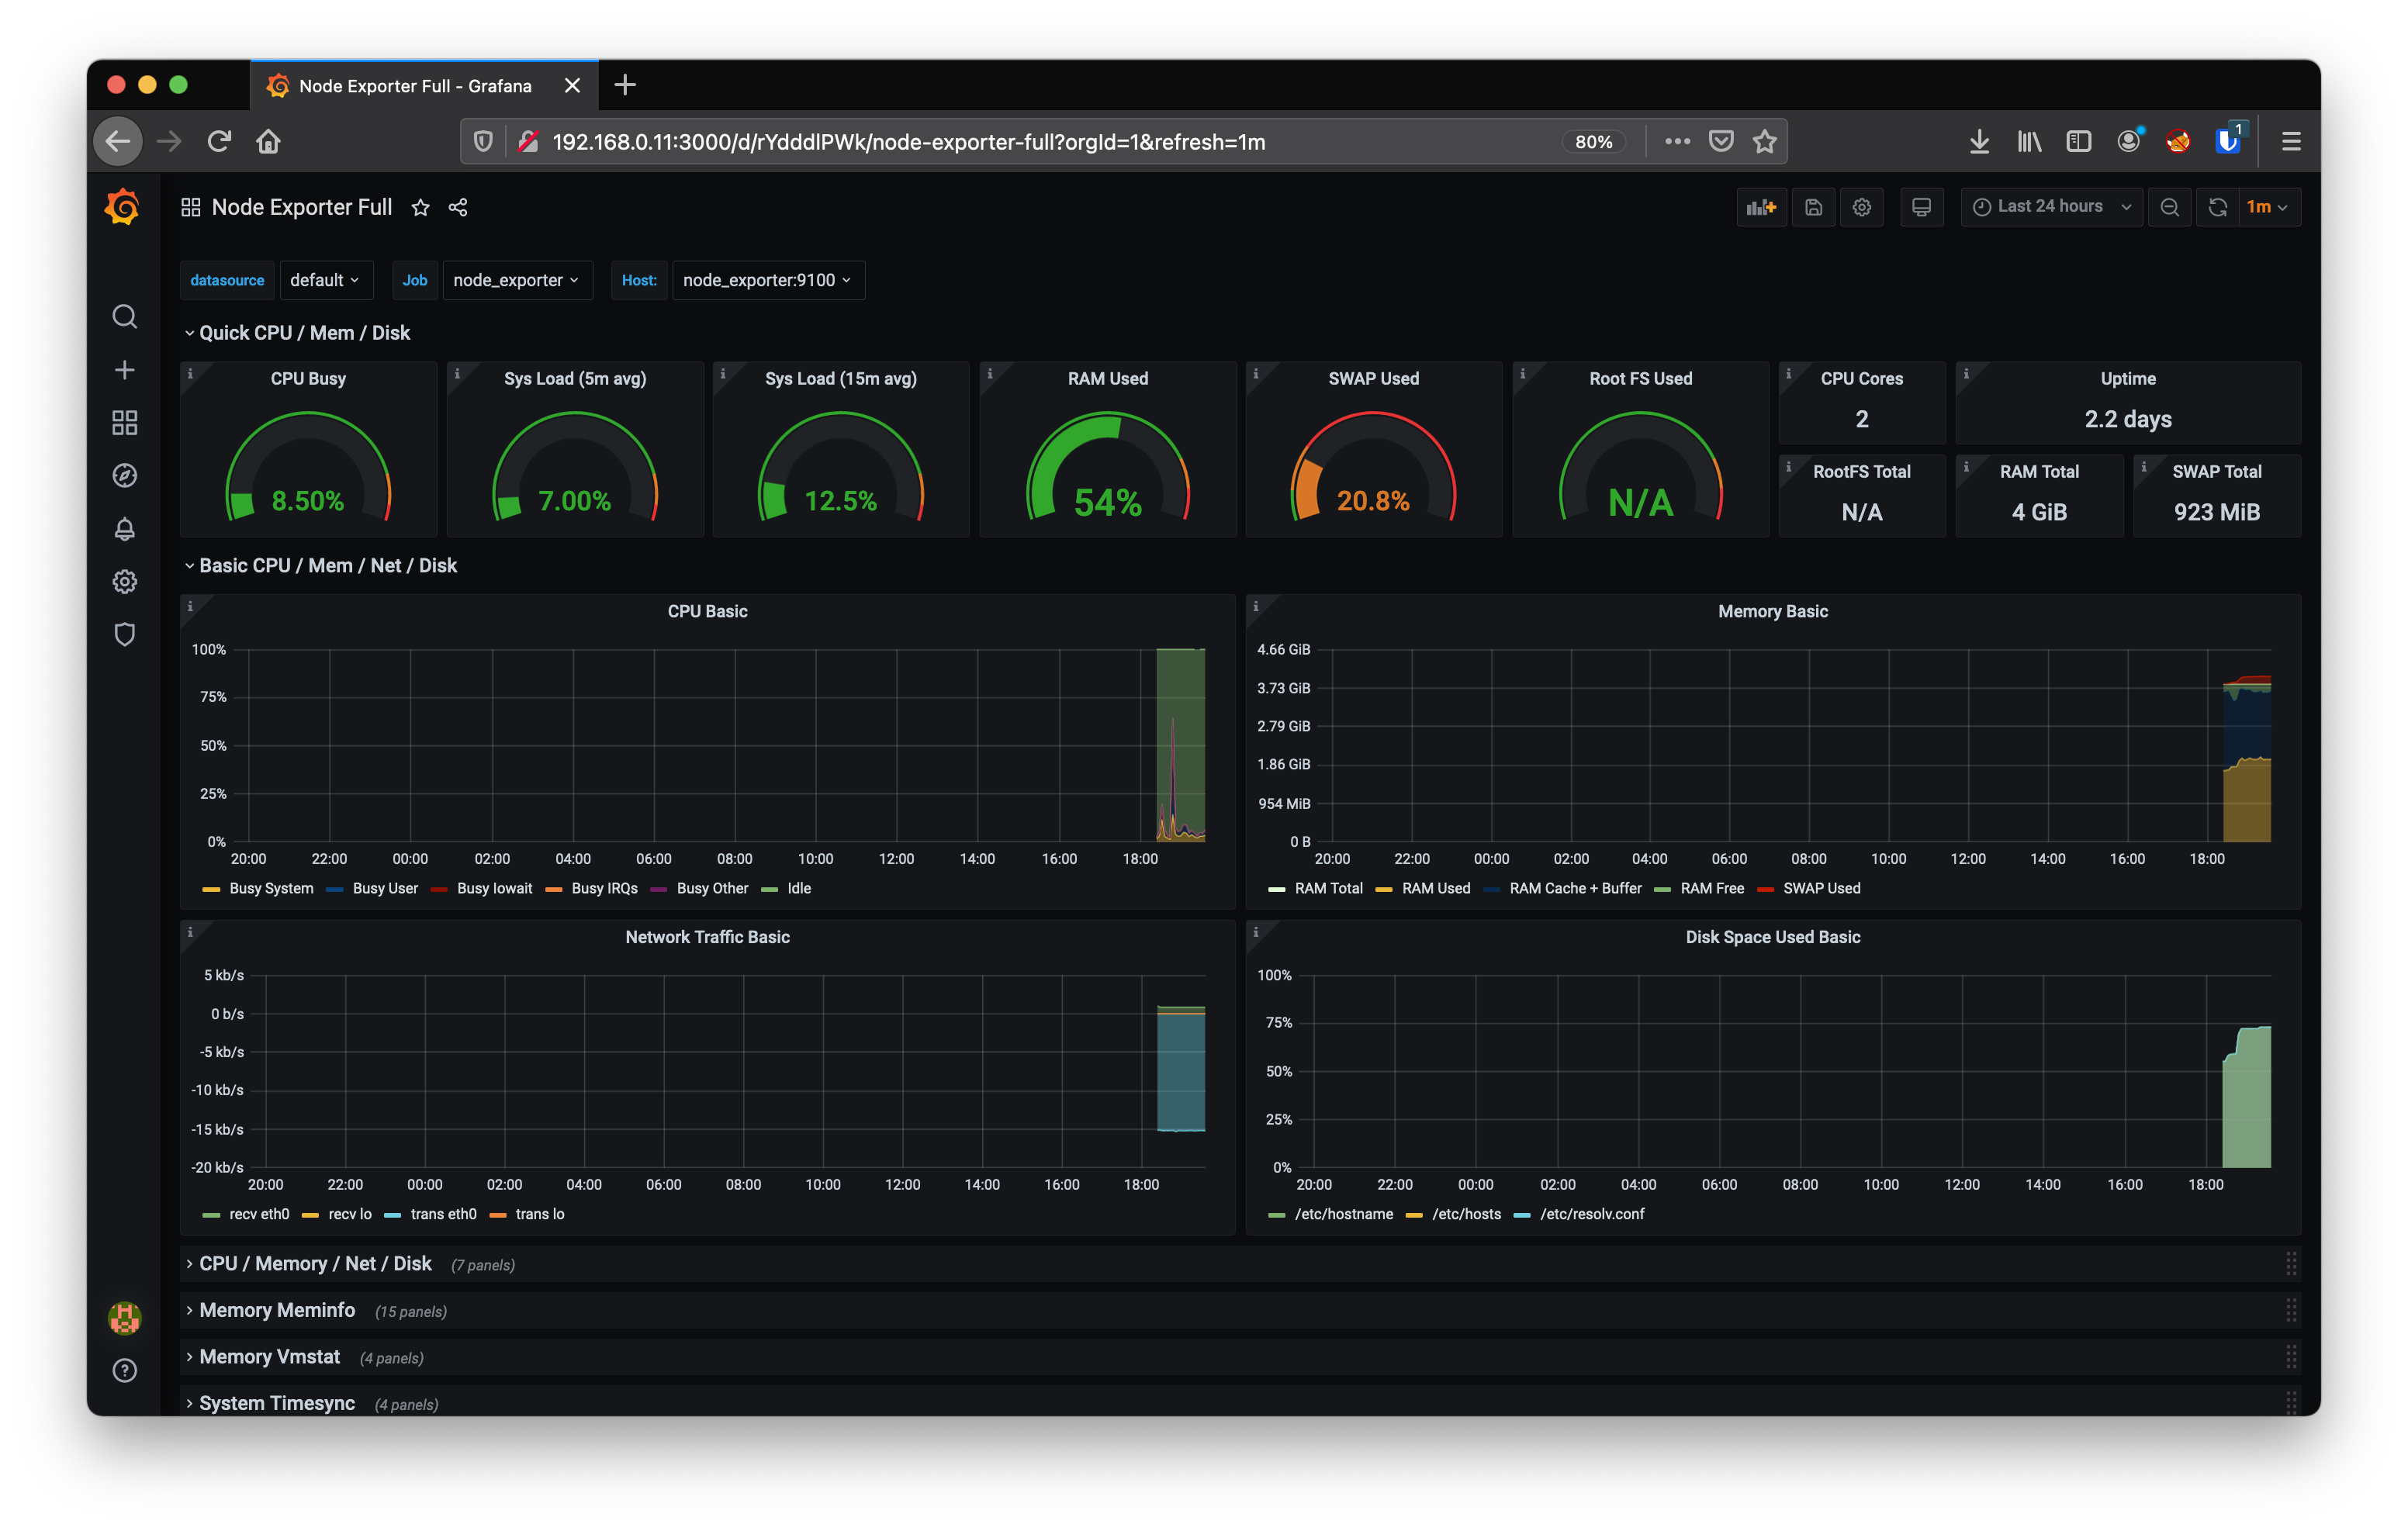 Node Exporter Full - Grafana
192.168.0.11:3000/d/rYdddlPWk/node-exporter-full?orgId=1&refresh=1m 80% 1
Node Exporter Full Last 24 hours 1m
datasource default Job node_exporter Host: node_exporter:9100
Quick CPU / Mem / Disk
CPU Busy
8.50%
Sys Load (5m avg)
7.00%
Sys Load (15m avg)
12.5%
RAM Used
54%
SWAP Used
20.8%
Root FS Used
N/A
CPU Cores
2
Uptime
2.2 days
RootFS Total
N/A
RAM Total
4 GiB
SWAP Total
923 MiB
Basic CPU / Mem / Net / Disk
CPU Basic
100%
75%
50%
25%
0%
20:00 22:00 00:00 02:00 04:00 06:00 08:00 10:00 12:00 14:00 16:00 18:00
Busy System Busy User Busy Iowait Busy IRQs Busy Other Idle
Memory Basic
4.66 GiB
3.73 GiB
2.79 GiB
1.86 GiB
954 MiB
0 B
20:00 22:00 00:00 02:00 04:00 06:00 08:00 10:00 12:00 14:00 16:00 18:00
RAM Total RAM Used RAM Cache + Buffer RAM Free SWAP Used
Network Traffic Basic
5 kb/s
0 b/s
-5 kb/s
-10 kb/s
-15 kb/s
-20 kb/s
20:00 22:00 00:00 02:00 04:00 06:00 08:00 10:00 12:00 14:00 16:00 18:00
recv eth0 recv lo trans eth0 trans lo
Disk Space Used Basic
100%
75%
50%
25%
0%
20:00 22:00 00:00 02:00 04:00 06:00 08:00 10:00 12:00 14:00 16:00 18:00
/etc/hostname /etc/hosts /etc/resolv.conf
CPU / Memory / Net / Disk (7 panels)
Memory Meminfo (15 panels)
Memory Vmstat (4 panels)
System Timesync (4 panels)